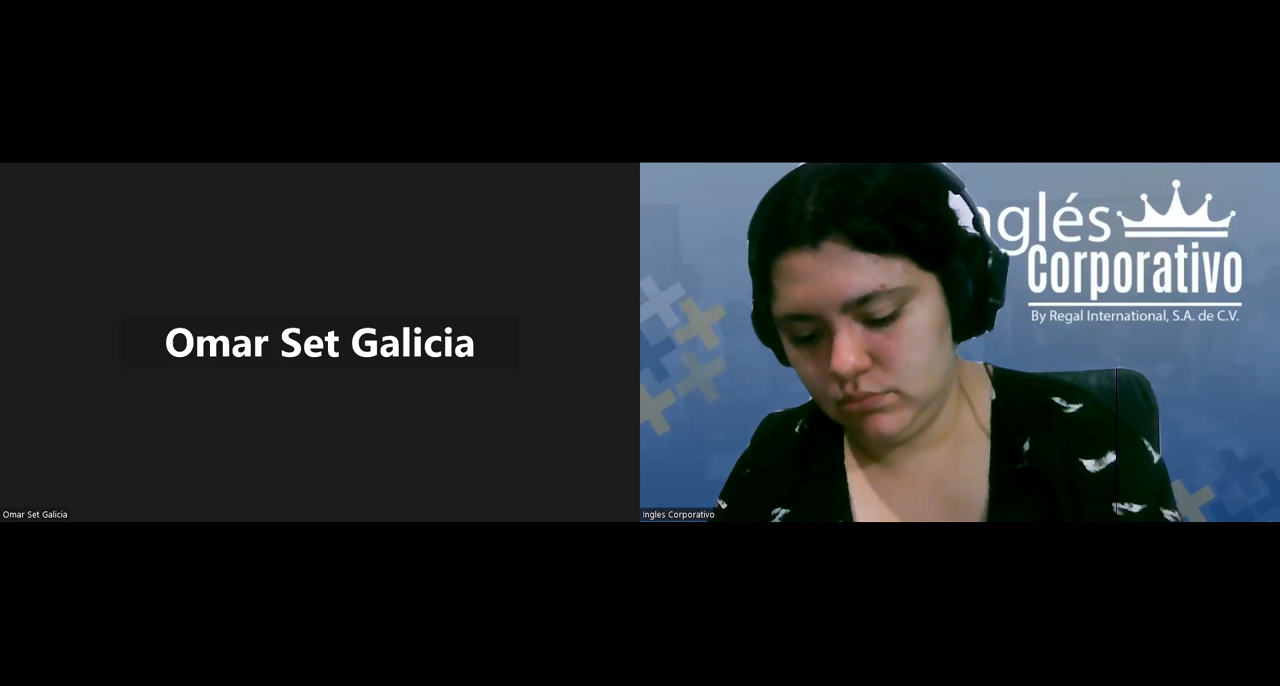 Omar Set Galicia
Omar Set Galicia
nglés
Corporativo
By Regal International, S.A. de C.V.
Ingles Corporativo